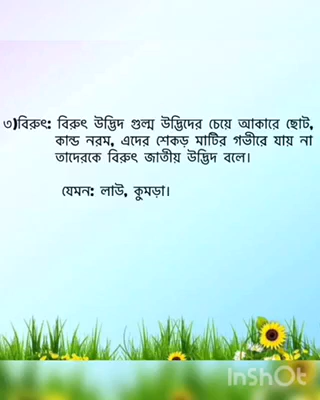 ৩)বিরুৎ: বিরুৎ উদ্ভিদ গুল্ম উদ্ভিদের চেয়ে আকারে ছোট,
কান্ড নরম, এদের শেকড় মাটির গভীরে যায় না
তাদেরকে বিরুৎ জাতীয় উদ্ভিদ বলে।
যেমন: লাউ, কুমড়া।
InShOt